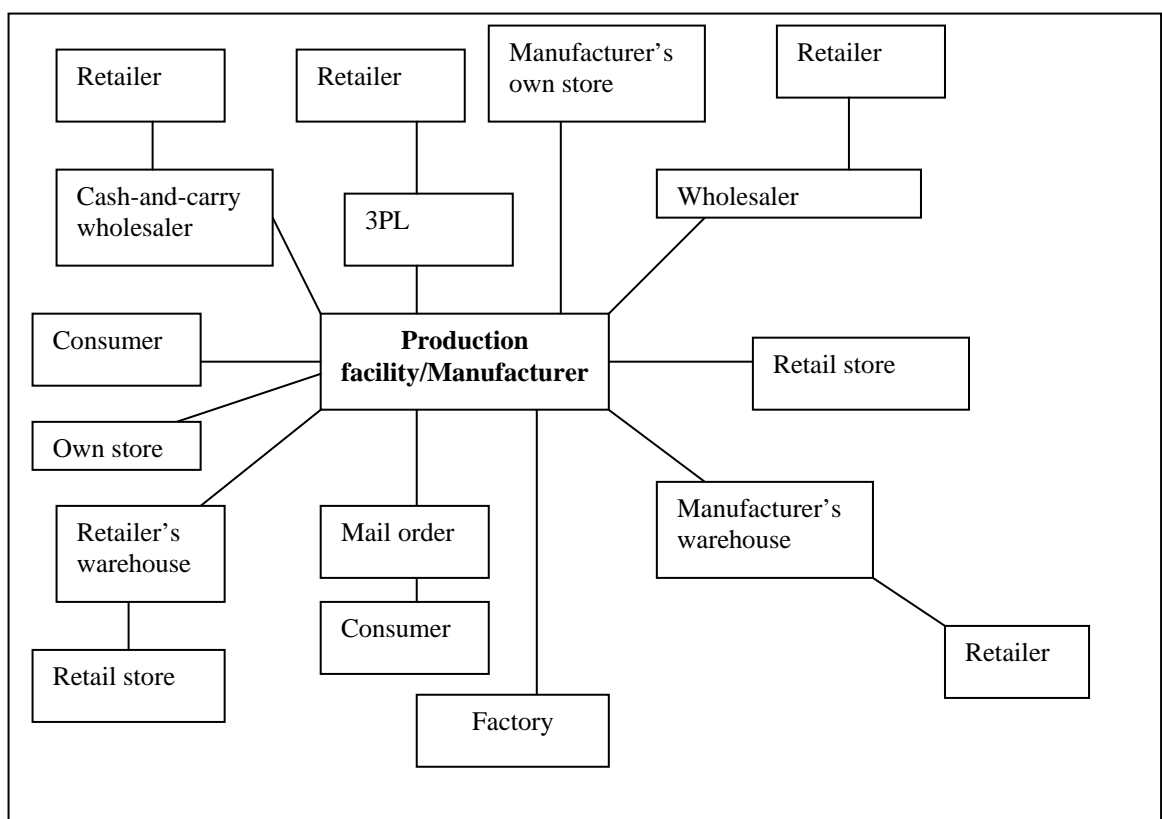 Retailer
Retailer
Manufacturer's
own store
Retailer
Cash-and-carry
wholesaler
3PL
Wholesaler
Consumer
Production
facility/Manufacturer
Retail store
Own store
Retailer's
warehouse
Mail order
Manufacturer's
warehouse
Consumer
Retail store
Retailer
Factory